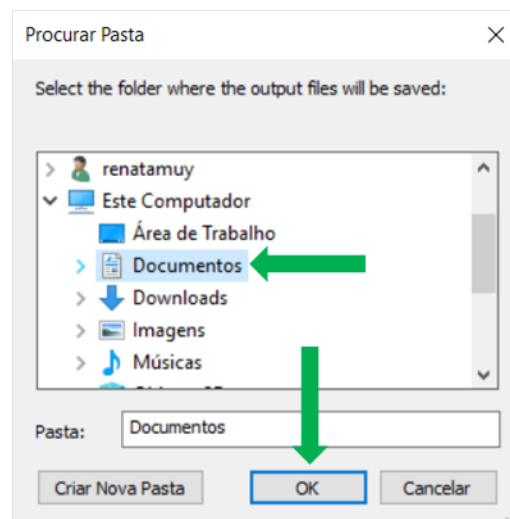 Procurar Pasta
Select the folder where the output files will be saved:
renatamuy
Este Computador
Área de Trabalho
Documentos
Downloads
Imagens
Músicas
Pasta: Documentos
Criar Nova Pasta OK Cancelar